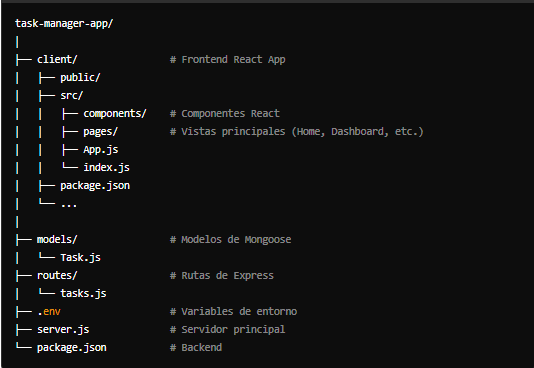 task-manager-app/
│
├── client/ # Frontend React App
│ ├── public/
│ ├── src/
│ │ ├── components/ # Componentes React
│ │ ├── pages/ # Vistas principales (Home, Dashboard, etc.)
│ │ ├── App.js
│ │ └── index.js
│ ├── package.json
│ └── ...
│
├── models/ # Modelos de Mongoose
│ └── Task.js
├── routes/ # Rutas de Express
│ └── tasks.js
├── .env # Variables de entorno
├── server.js # Servidor principal
└── package.json # Backend